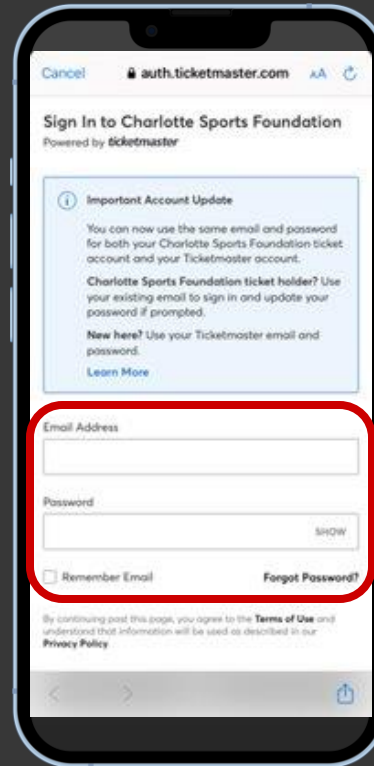 Cancel auth.ticketmaster.com AA
Sign In to Charlotte Sports Foundation
Powered by ticketmaster
Important Account Update
You can now use the same email and password
for both your Charlotte Sports Foundation ticket
account and your Ticketmaster account.
Charlotte Sports Foundation ticket holder? Use
your existing email to sign in and update your
password if prompted.
New here? Use your Ticketmaster email and
password.
Learn More
Email Address
Password
SHOW
Remember Email Forgot Password?
By continuing past this page, you agree to the Terms of Use and
understand that information will be used as described in our
Privacy Policy